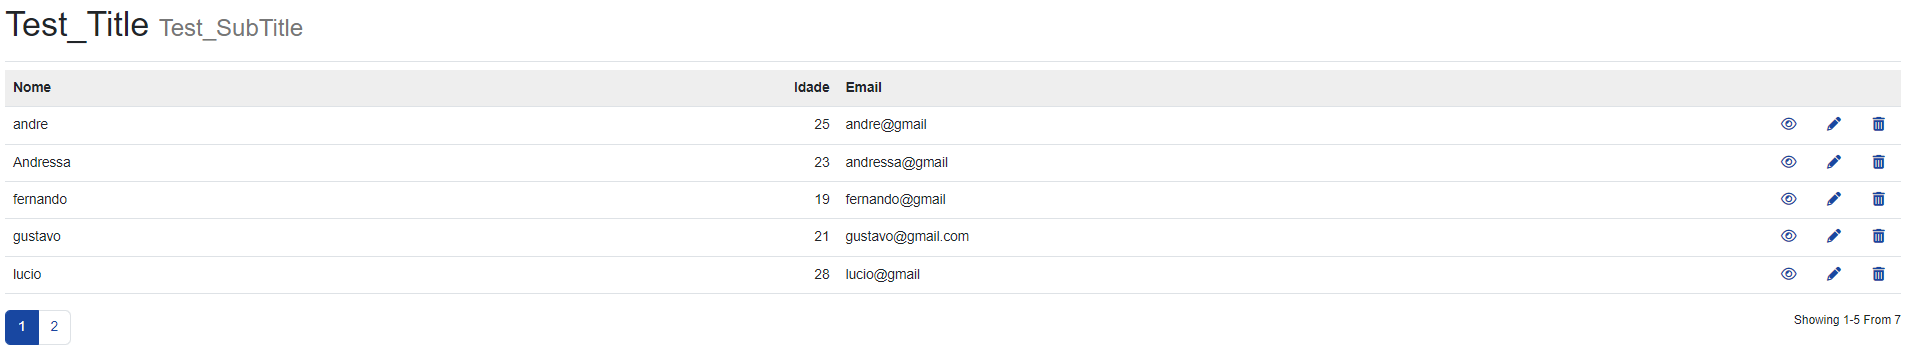 Test_Title Test_SubTitle
Nome Idade Email
andre 25 andre@gmail
Andressa 23 andressa@gmail
fernando 19 fernando@gmail
gustavo 21 gustavo@gmail.com
lucio 28 lucio@gmail
1 2 Showing 1-5 From 7